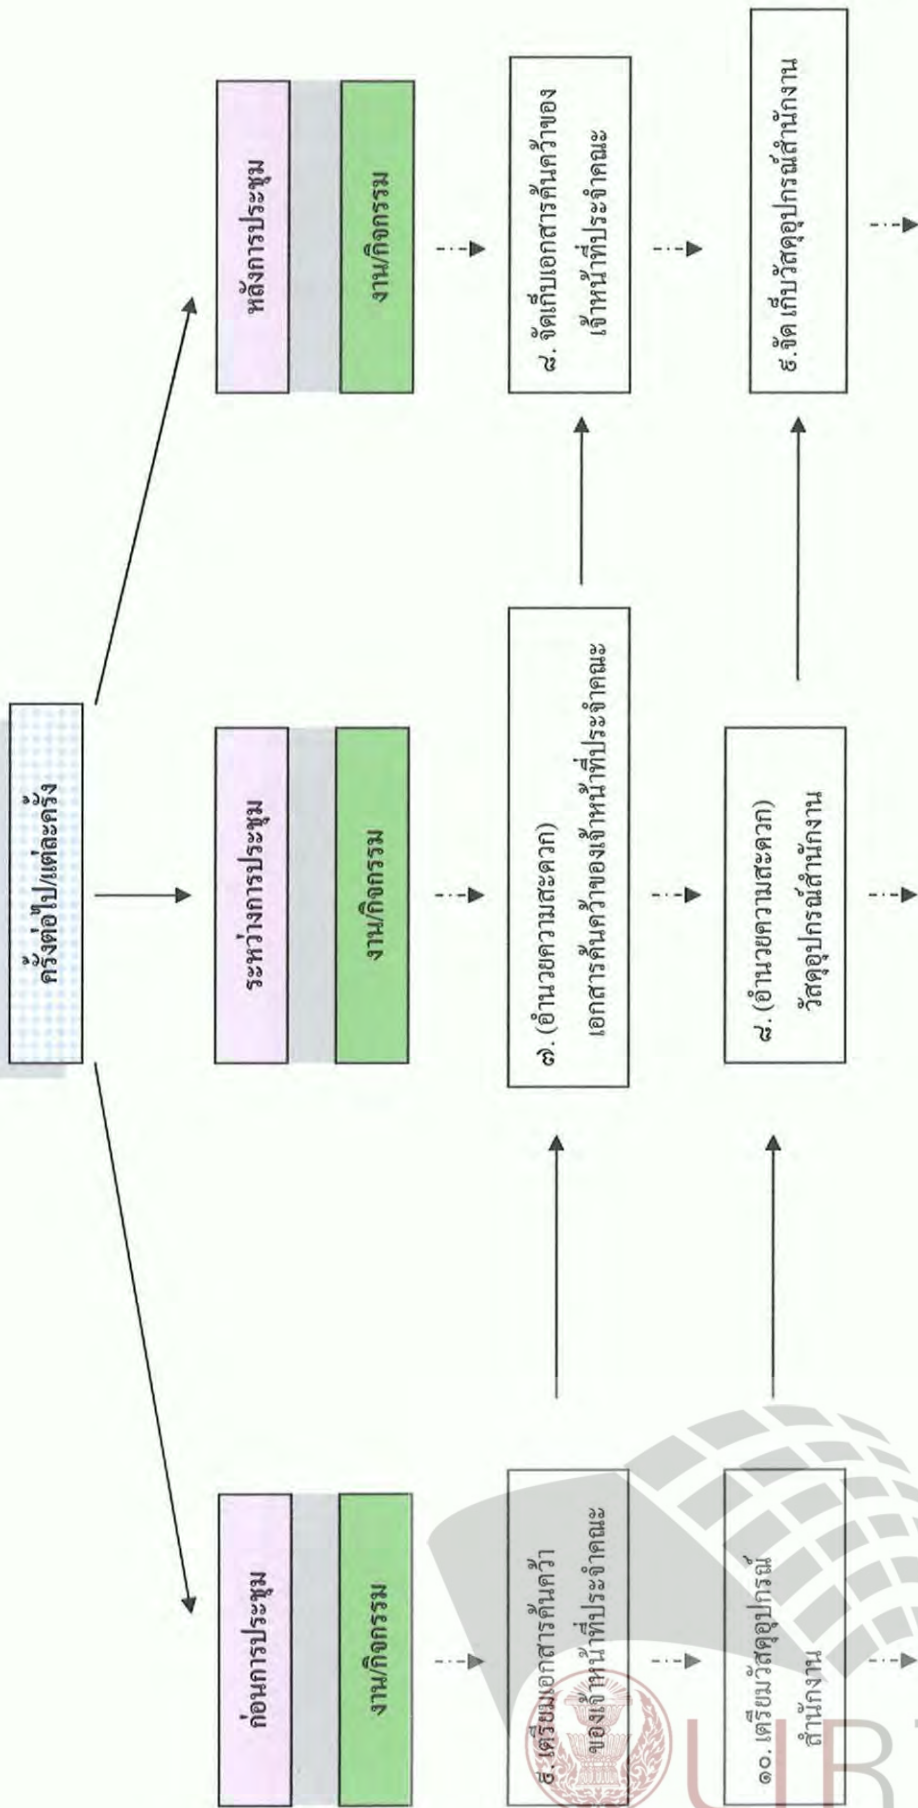 ครั้งต่อไป/แต่ละครั้ง
ก่อนการประชุม
ระหว่างการประชุม
หลังการประชุม
งาน/กิจกรรม
งาน/กิจกรรม
งาน/กิจกรรม
๙. เตรียมเอกสารค้นคว้า
ของเจ้าหน้าที่ประจำคณะ
๗. (อำนวยความสะดวก)
เอกสารค้นคว้าของเจ้าหน้าที่ประจำคณะ
๘. จัดเก็บเอกสารค้นคว้าของ
เจ้าหน้าที่ประจำคณะ
๑๐. เตรียมวัสดุอุปกรณ์
สำนักงาน
๘. (อำนวยความสะดวก)
วัสดุอุปกรณ์สำนักงาน
๙.จัด เก็บวัสดุอุปกรณ์สำนักงาน